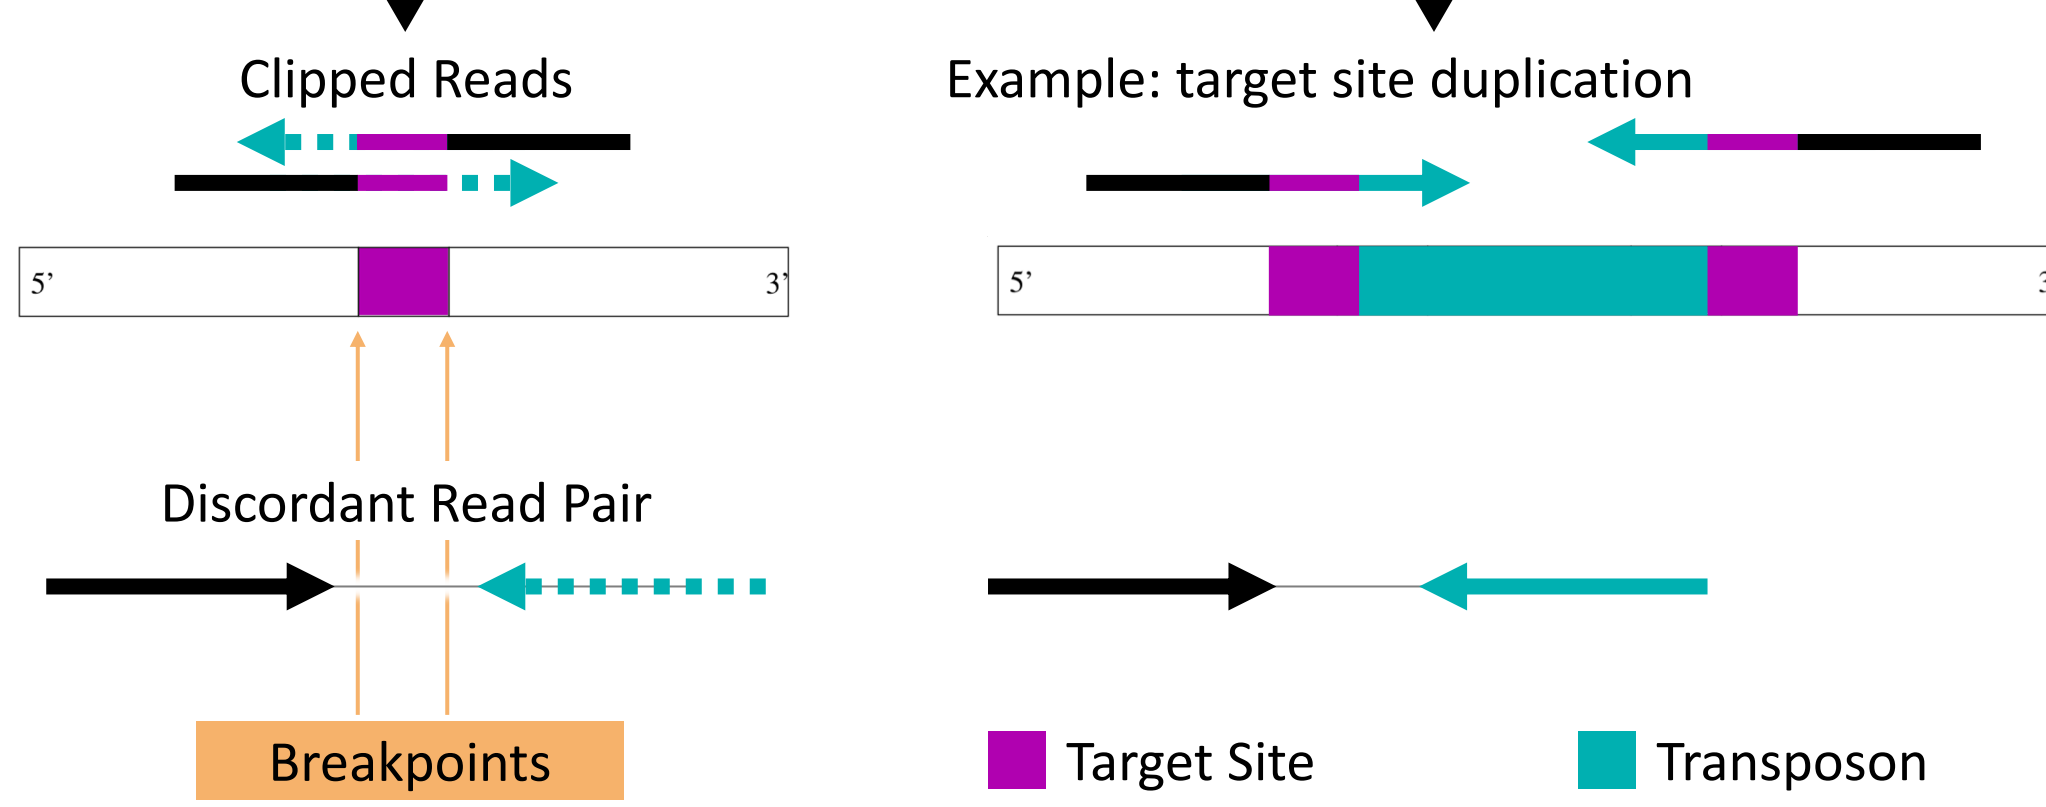 Clipped Reads
Example: target site duplication
5’
3’
5’
Discordant Read Pair
Breakpoints
Target Site
Transposon